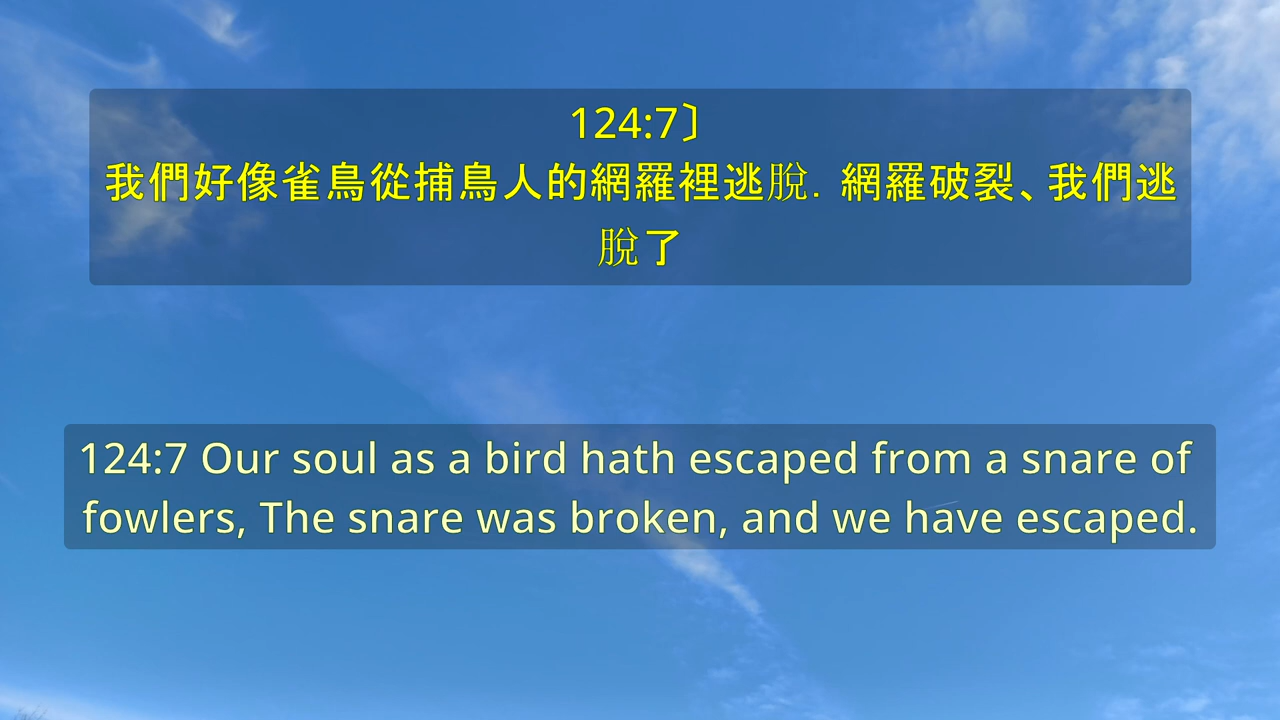 124:7〕
我們好像雀鳥從捕鳥人的網羅裡逃脫．網羅破裂、我們逃
脫了
124:7 Our soul as a bird hath escaped from a snare of
fowlers, The snare was broken, and we have escaped.